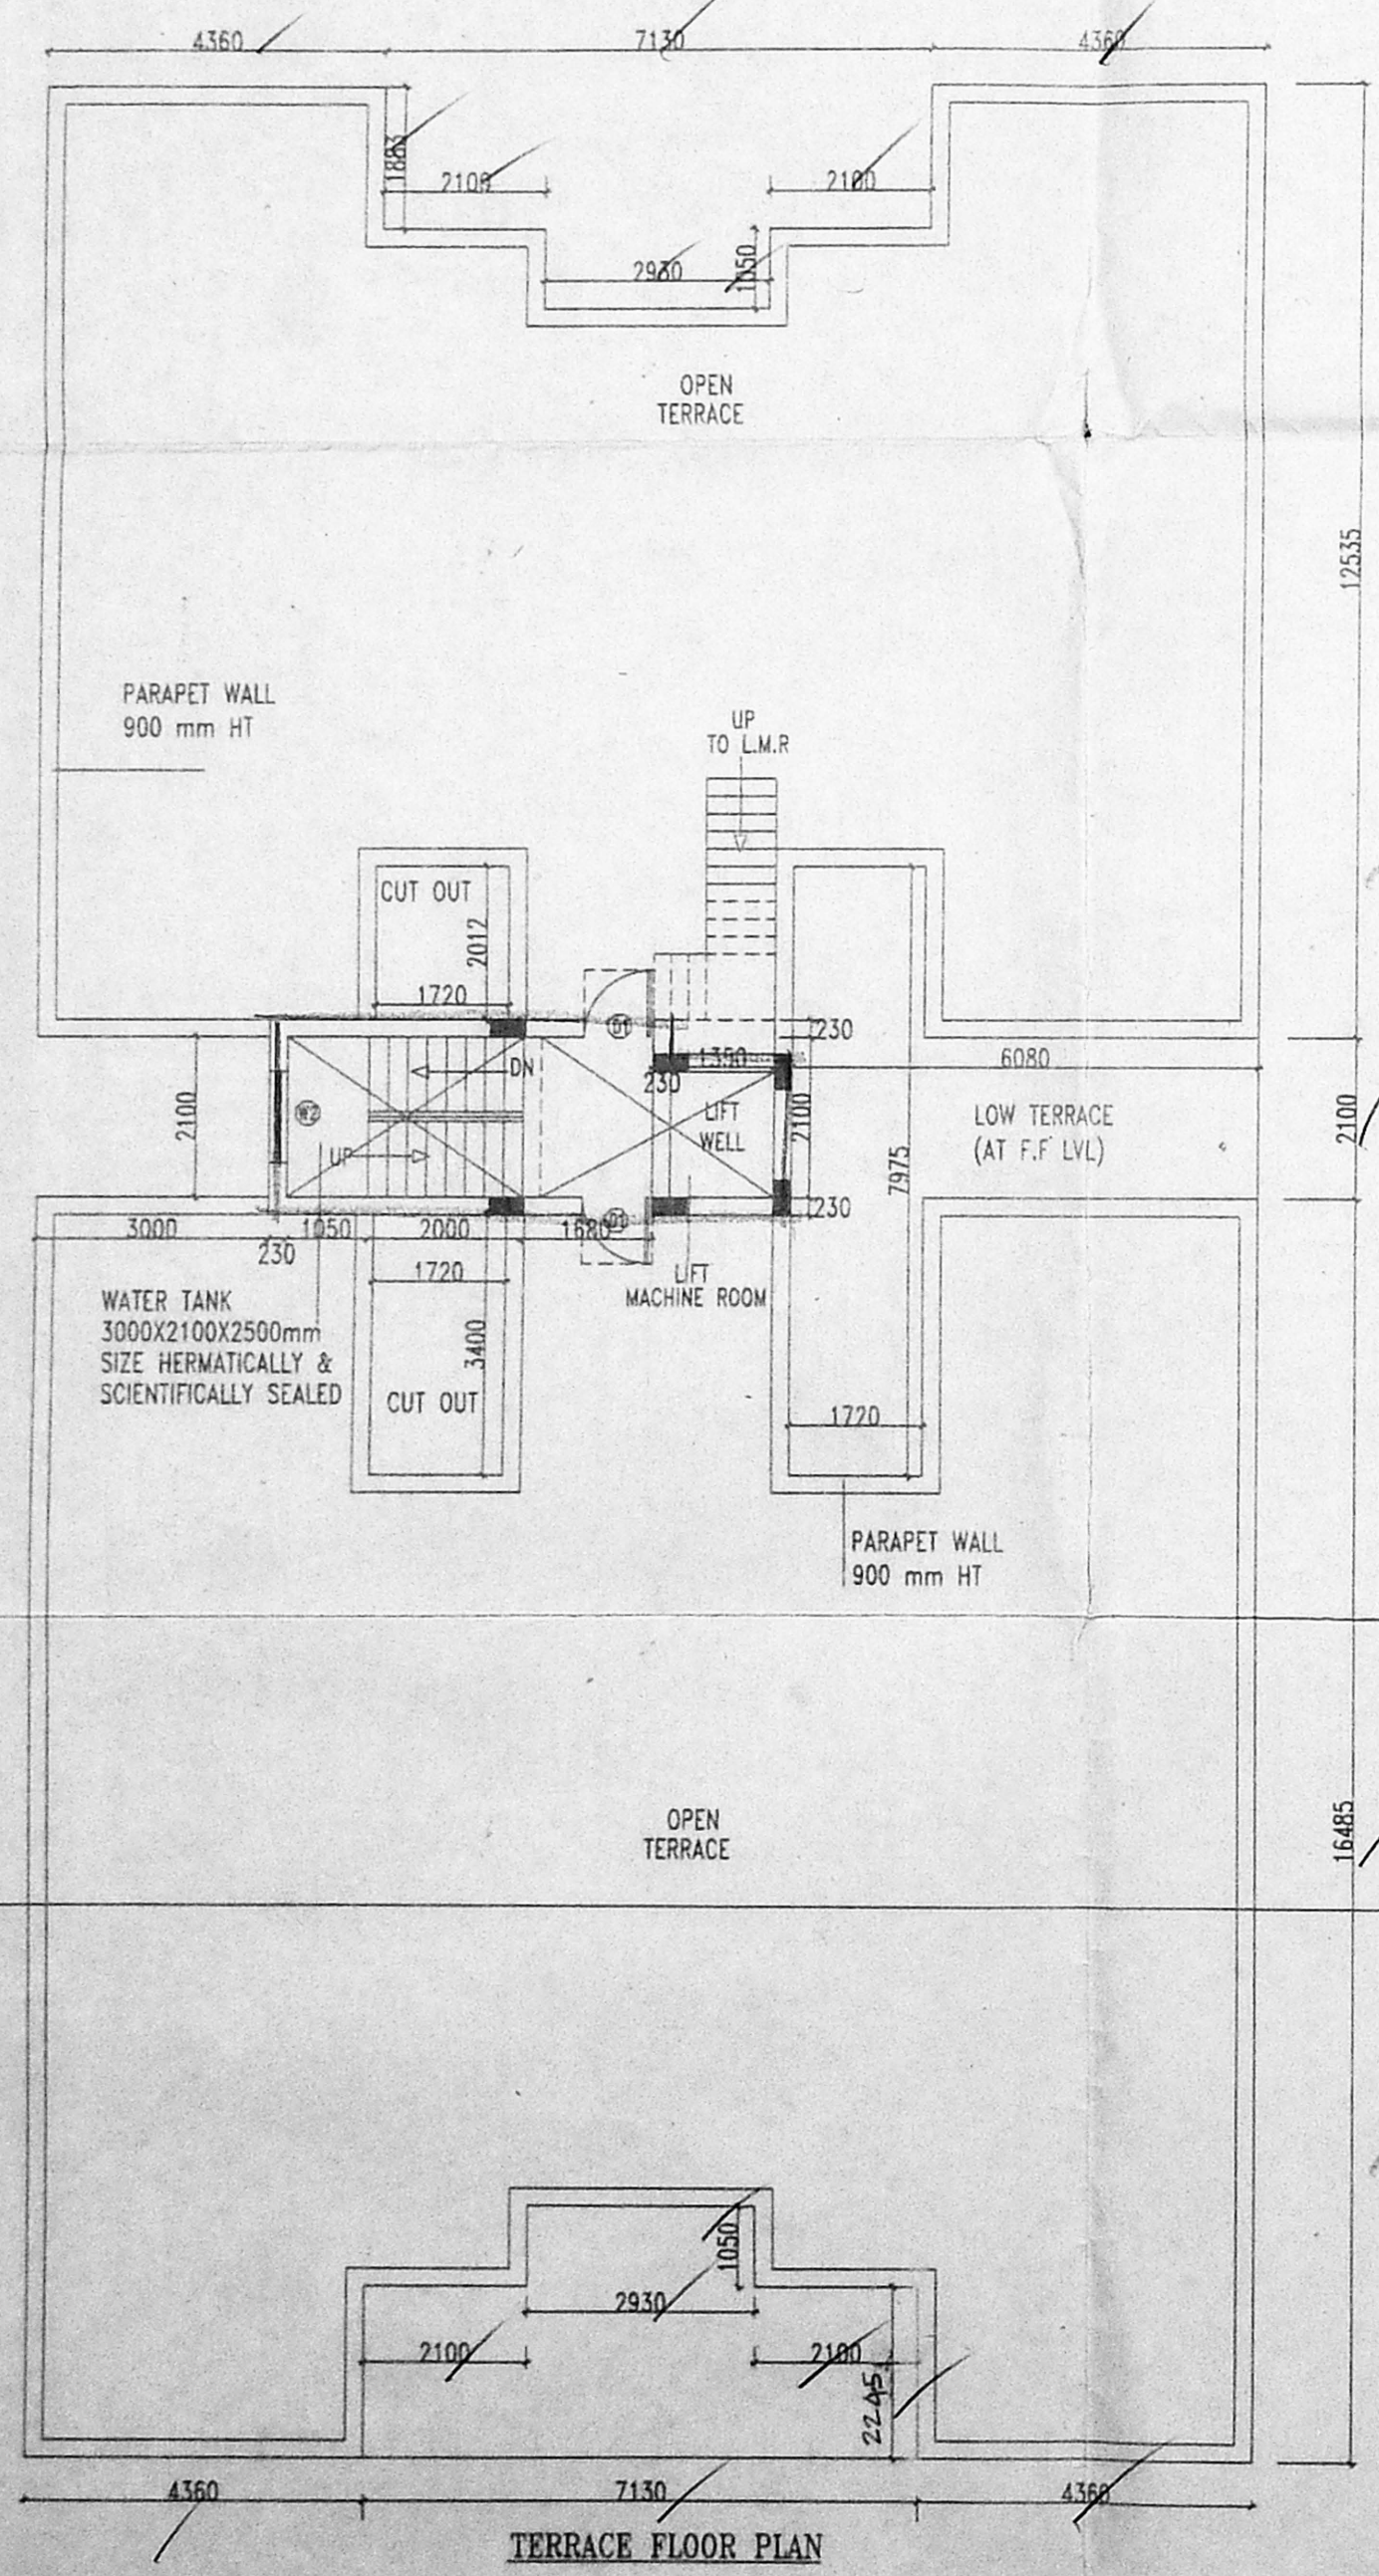 4360
7130
4360
1883
2100
2100
2930
1050
OPEN
TERRACE
12535
PARAPET WALL
900 mm HT
UP
TO L.M.R
CUT OUT
2012
1720
D1
230
1350
6080
DN
230
W2
LIFT
WELL
2100
2100
LOW TERRACE
(AT F.F LVL)
2100
UP
7975
230
3000
1050
2000
1680
D1
230
1720
LIFT
MACHINE ROOM
WATER TANK
3000X2100X2500mm
SIZE HERMATICALLY &
SCIENTIFICALLY SEALED
3400
CUT OUT
1720
PARAPET WALL
900 mm HT
OPEN
TERRACE
16485
1050
2930
2100
2100
2245
4360
7130
4360
TERRACE FLOOR PLAN